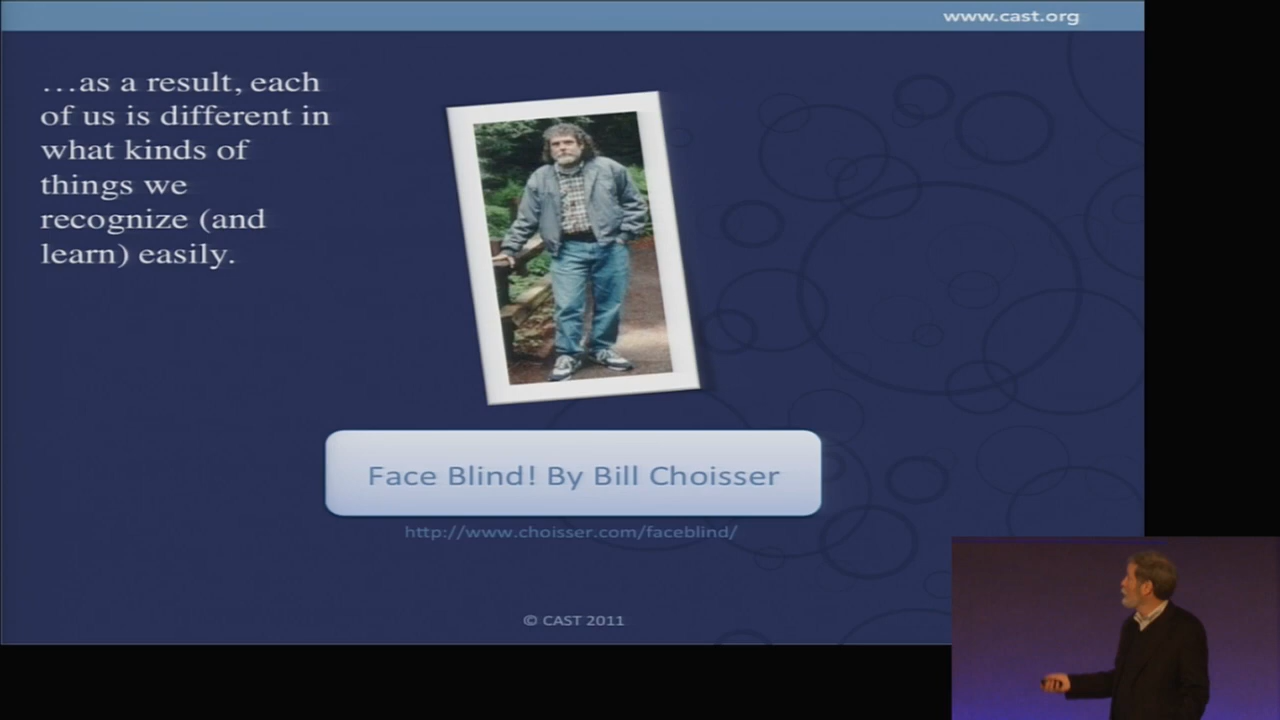 www.cast.org
…as a result, each
of us is different in
what kinds of
things we
recognize (and
learn) easily.
Face Blind! By Bill Choisser
http://www.choisser.com/faceblind/
© CAST 2011